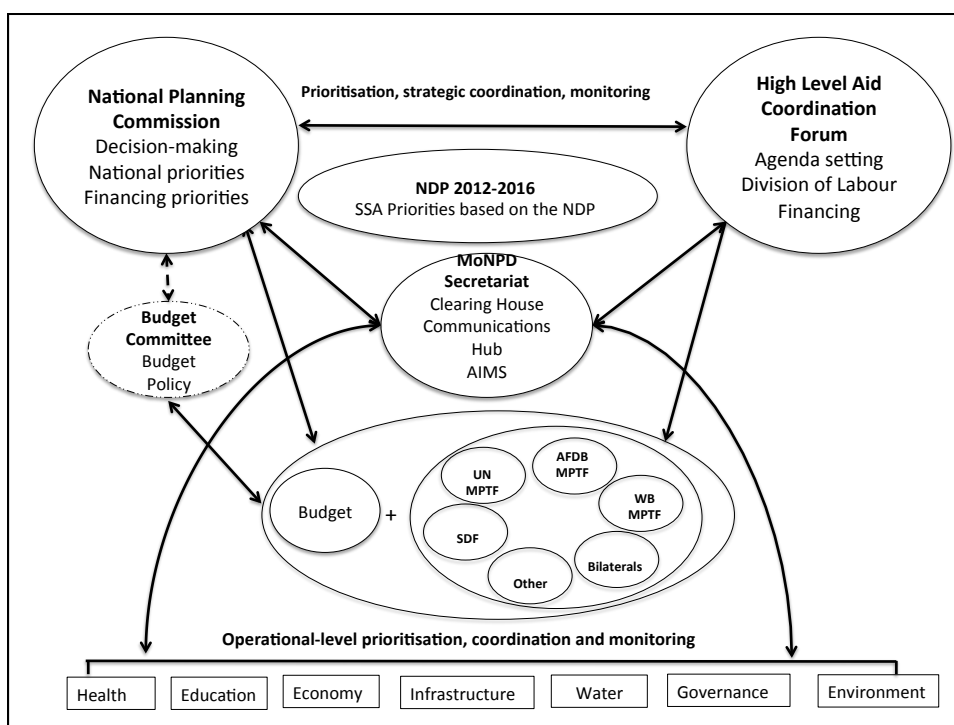 National Planning
Commission
Decision-making
National priorities
Financing priorities
Prioritisation, strategic coordination, monitoring
High Level Aid
Coordination
Forum
Agenda setting
Division of Labour
Financing
NDP 2012-2016
SSA Priorities based on the NDP
MoNPD
Secretariat
Clearing House
Communications
Hub
AIMS
Budget
Committee
Budget
Policy
Budget
+
UN
MPTF
AFDB
MPTF
WB
MPTF
SDF
Other
Bilaterals
Operational-level prioritisation, coordination and monitoring
Health
Education
Economy
Infrastructure
Water
Governance
Environment